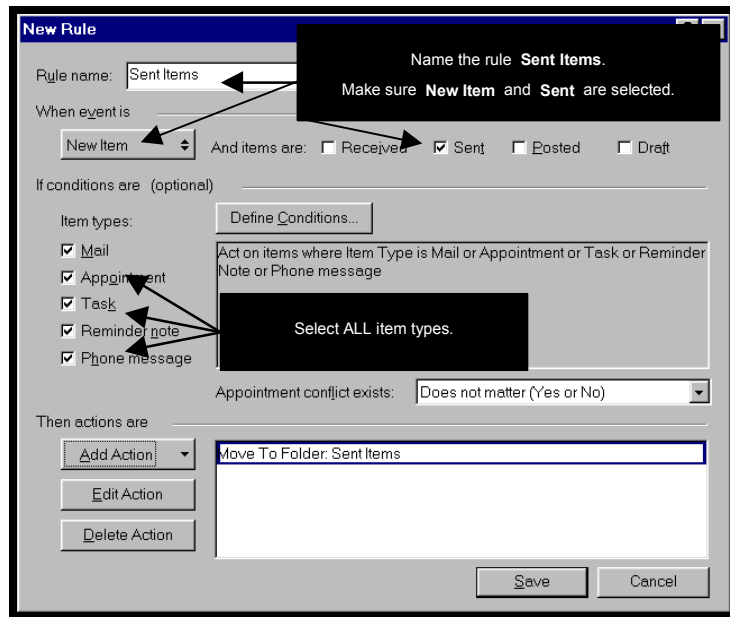 New Rule
Name the rule Sent Items.
Make sure New Item and Sent are selected.
Rule name: Sent Items
When event is
New Item And items are: Received Sent Posted Draft
If conditions are (optional)
Item types: Define Conditions...
Mail
Appointment
Task
Reminder note
Phone message
Act on items where Item Type is Mail or Appointment or Task or Reminder
Note or Phone message
Select ALL item types.
Appointment conflict exists: Does not matter (Yes or No)
Then actions are
Add Action
Edit Action
Delete Action
Move To Folder: Sent Items
Save Cancel